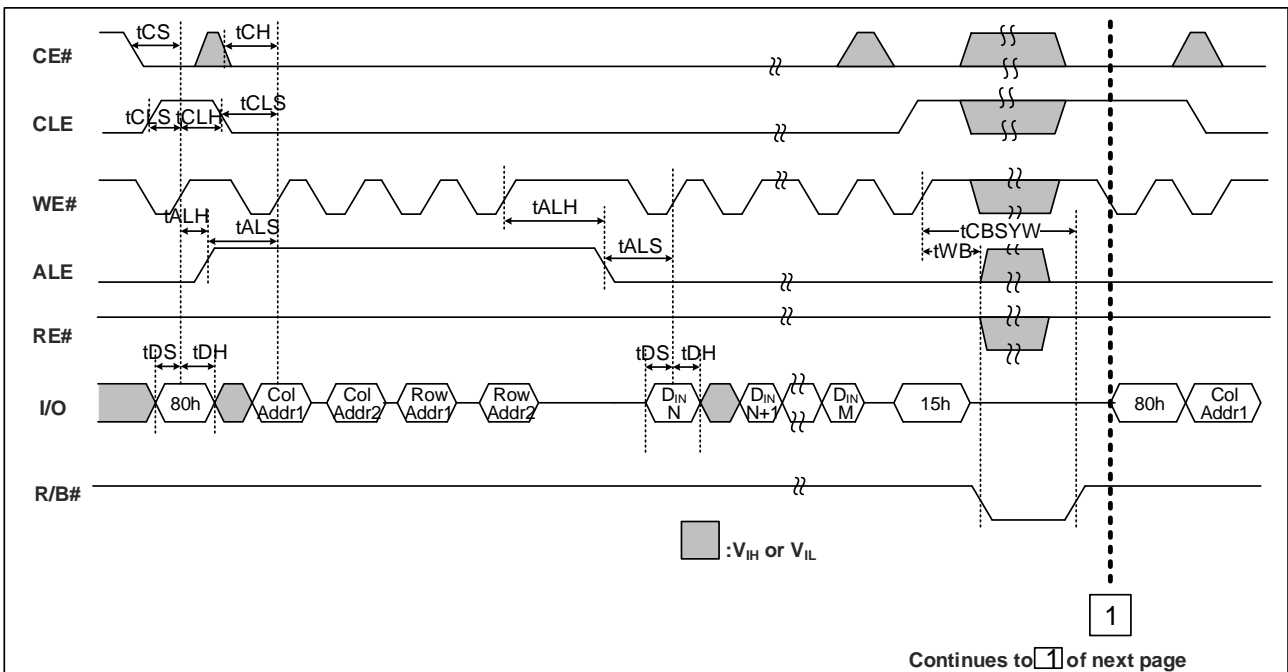 tCS
tCH
CE#
tCLS
tCLS
tCLH
CLE
WE#
tALH
tALH
tCBSYW
tALS
tALS
tWB
ALE
RE#
tDS
tDH
tDS
tDH
I/O
80h
Col Addr1
Col Addr2
Row Addr1
Row Addr2
DIN N
DIN N+1
DIN M
15h
80h
Col Addr1
R/B#
:VIH or VIL
1
Continues to 1 of next page